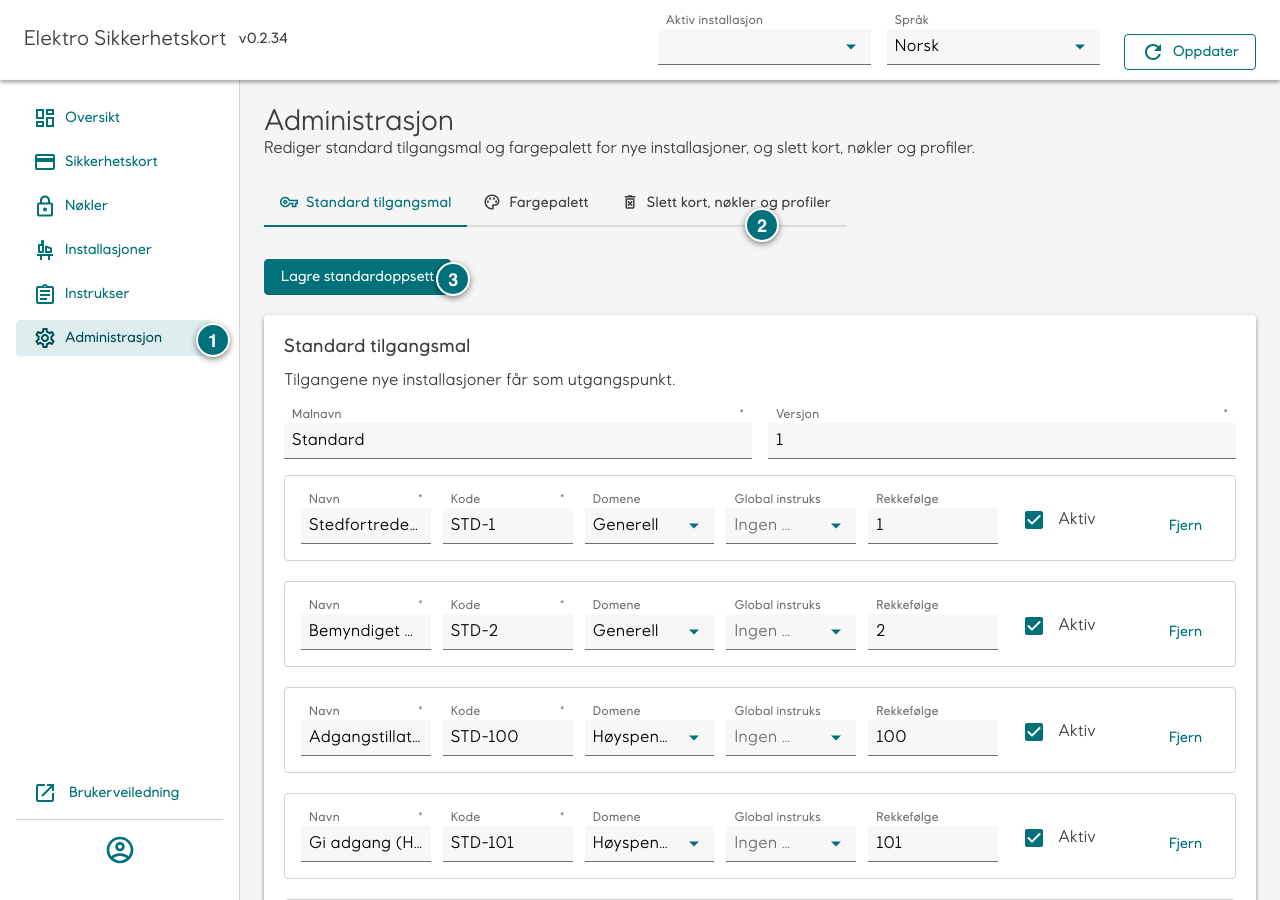 Elektro Sikkerhetskort v0.2.34
Aktiv installasjon
Språk
Norsk
Oppdater
Oversikt
Sikkerhetskort
Nøkler
Installasjoner
Instrukser
Administrasjon
1
Brukerveiledning
Administrasjon
Rediger standard tilgangsmal og fargepalett for nye installasjoner, og slett kort, nøkler og profiler.
Standard tilgangsmal Fargepalett Slett kort, nøkler og profiler
2
Lagre standardoppsett
3
Standard tilgangsmal
Tilgangene nye installasjoner får som utgangspunkt.
Malnavn * Versjon *
Standard 1
Navn * Kode * Domene Global instruks Rekkefølge
Stedfortrede... STD-1 Generell Ingen ... 1 Aktiv Fjern
Navn * Kode * Domene Global instruks Rekkefølge
Bemyndiget ... STD-2 Generell Ingen ... 2 Aktiv Fjern
Navn * Kode * Domene Global instruks Rekkefølge
Adgangstillat... STD-100 Høyspen... Ingen ... 100 Aktiv Fjern
Navn * Kode * Domene Global instruks Rekkefølge
Gi adgang (H... STD-101 Høyspen... Ingen ... 101 Aktiv Fjern